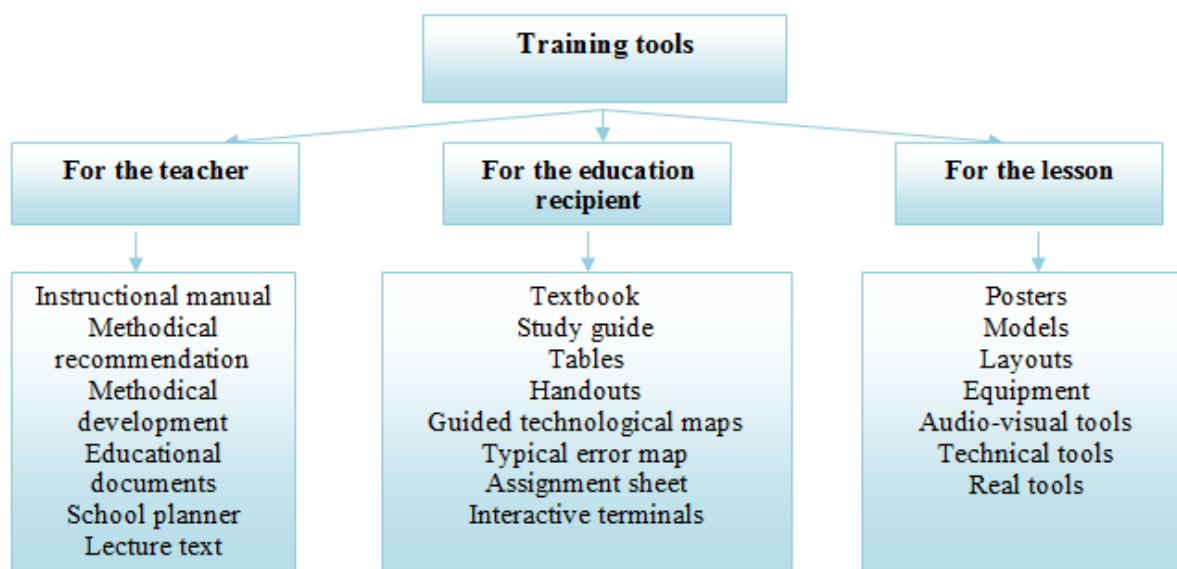 Training tools
For the teacher
For the education
recipient
For the lesson
Instructional manual
Methodical
recommendation
Methodical
development
Educational
documents
School planner
Lecture text
Textbook
Study guide
Tables
Handouts
Guided technological maps
Typical error map
Assignment sheet
Interactive terminals
Posters
Models
Layouts
Equipment
Audio-visual tools
Technical tools
Real tools